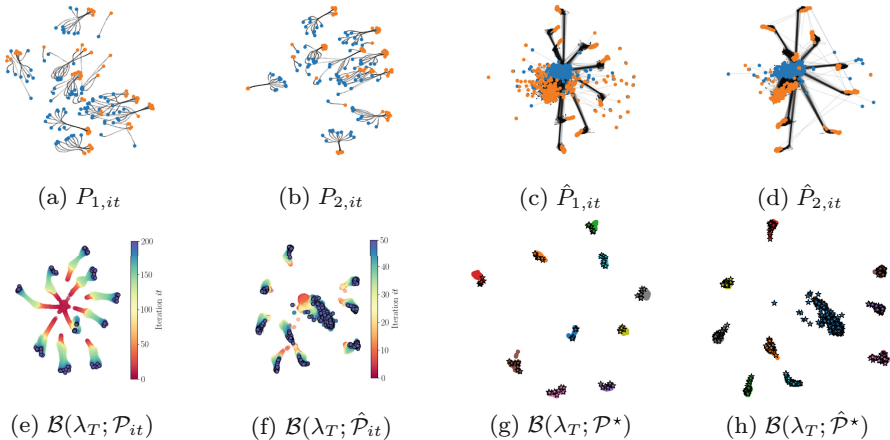 (a) $P_{1,it}$
(b) $P_{2,it}$
(c) $\hat{P}_{1,it}$
(d) $\hat{P}_{2,it}$
200
150
100
50
0
Iteration it
50
40
30
20
10
0
Iteration it
(e) $\mathcal{B}(\lambda_T; \mathcal{P}_{it})$
(f) $\mathcal{B}(\lambda_T; \hat{\mathcal{P}}_{it})$
(g) $\mathcal{B}(\lambda_T; \mathcal{P}^\star)$
(h) $\mathcal{B}(\lambda_T; \hat{\mathcal{P}}^\star)$